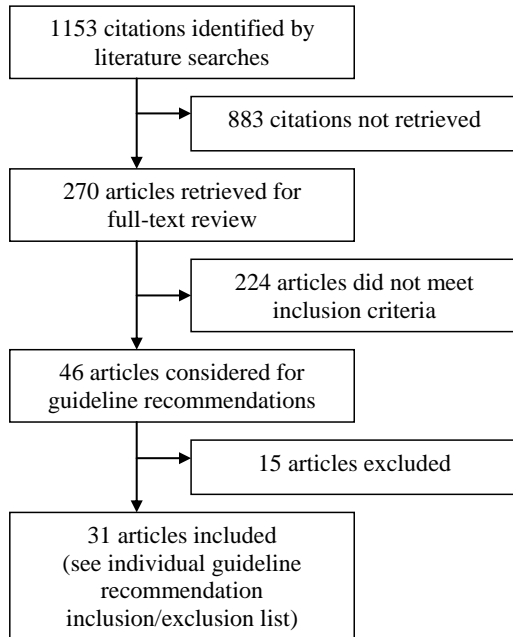 1153 citations identified by
literature searches
883 citations not retrieved
270 articles retrieved for
full-text review
224 articles did not meet
inclusion criteria
46 articles considered for
guideline recommendations
15 articles excluded
31 articles included
(see individual guideline
recommendation
inclusion/exclusion list)